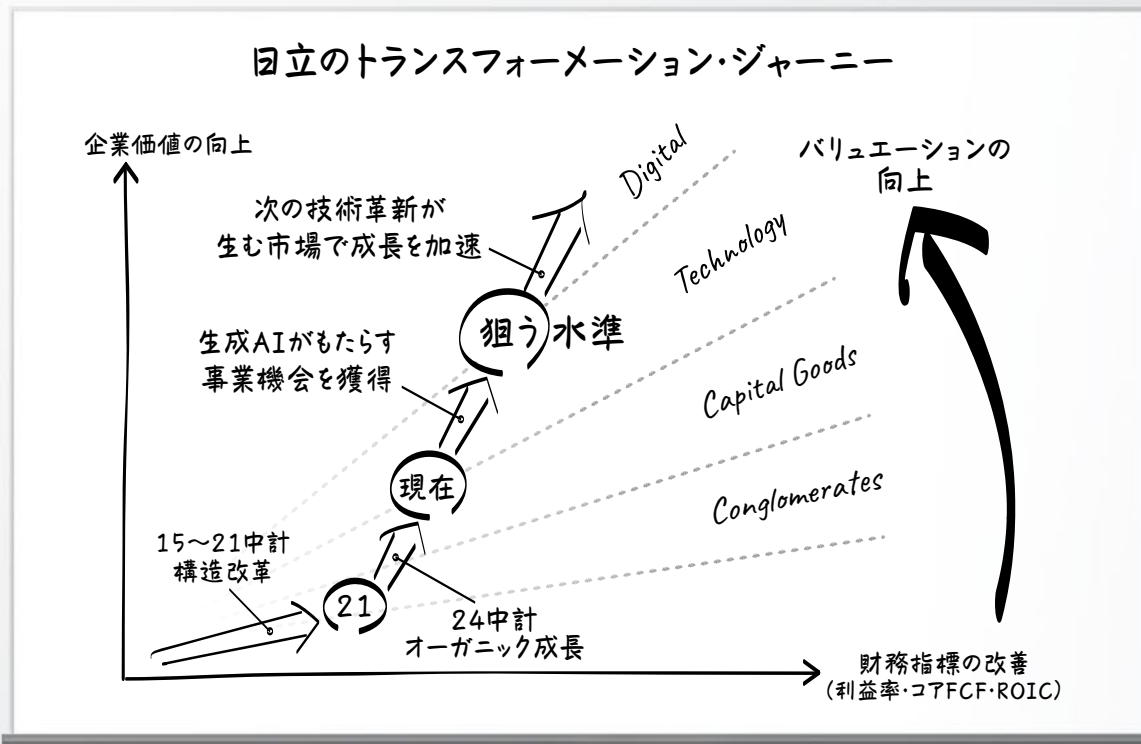 日立のトランスフォーメーション・ジャーニー
企業価値の向上
Digital
バリュエーションの
向上
次の技術革新が
生む市場で成長を加速
Technology
狙う水準
生成AIがもたらす
事業機会を獲得
Capital Goods
現在
Conglomerates
15～21中計
構造改革
21
24中計
オーガニック成長
財務指標の改善
(利益率・コアFCF・ROIC)